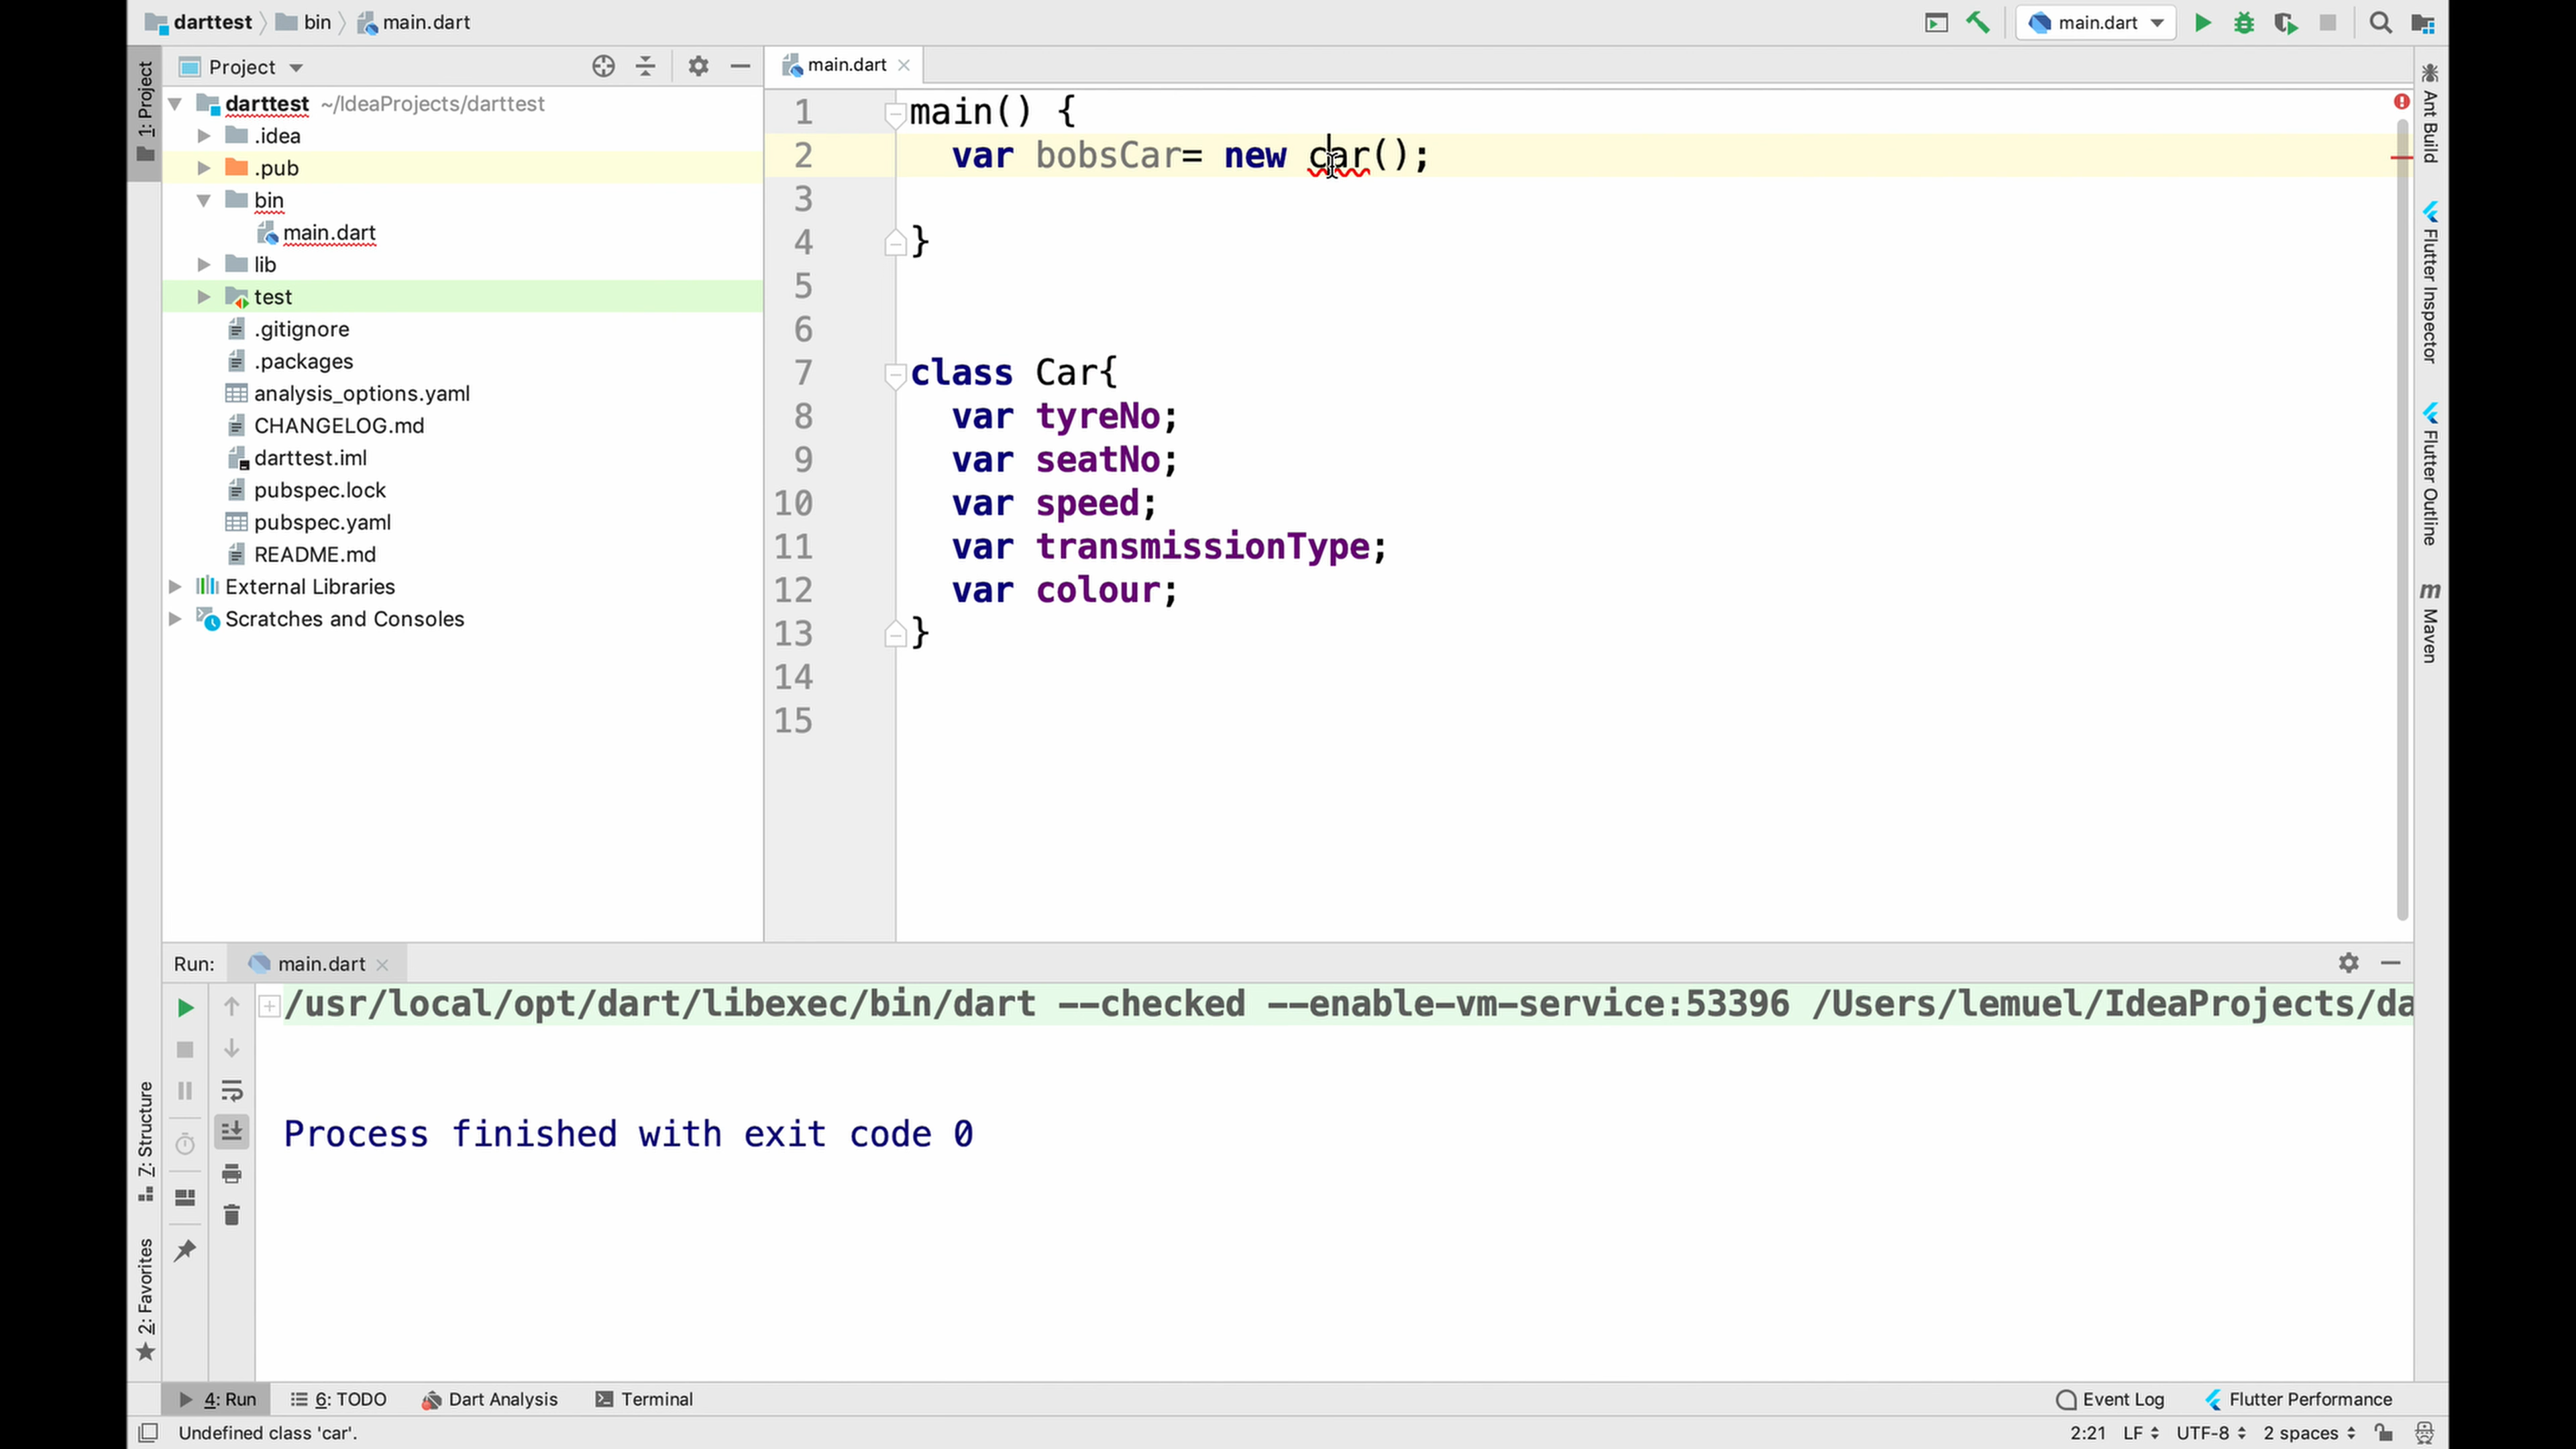 darttest bin main.dart
main.dart
1: Project
Project
darttest ~/IdeaProjects/darttest
.idea
.pub
bin
main.dart
lib
test
.gitignore
.packages
analysis_options.yaml
CHANGELOG.md
darttest.iml
pubspec.lock
pubspec.yaml
README.md
External Libraries
Scratches and Consoles
main.dart
1 main() {
2 var bobsCar= new car();
3
4 }
5
6
7 class Car{
8 var tyreNo;
9 var seatNo;
10 var speed;
11 var transmissionType;
12 var colour;
13 }
14
15
Ant Build
Flutter Inspector
Flutter Outline
m Maven
Run: main.dart
/usr/local/opt/dart/libexec/bin/dart --checked --enable-vm-service:53396 /Users/lemuel/IdeaProjects/da
Process finished with exit code 0
Z: Structure
2: Favorites
4: Run 6: TODO Dart Analysis Terminal Event Log Flutter Performance
Undefined class 'car'. 2:21 LF UTF-8 2 spaces